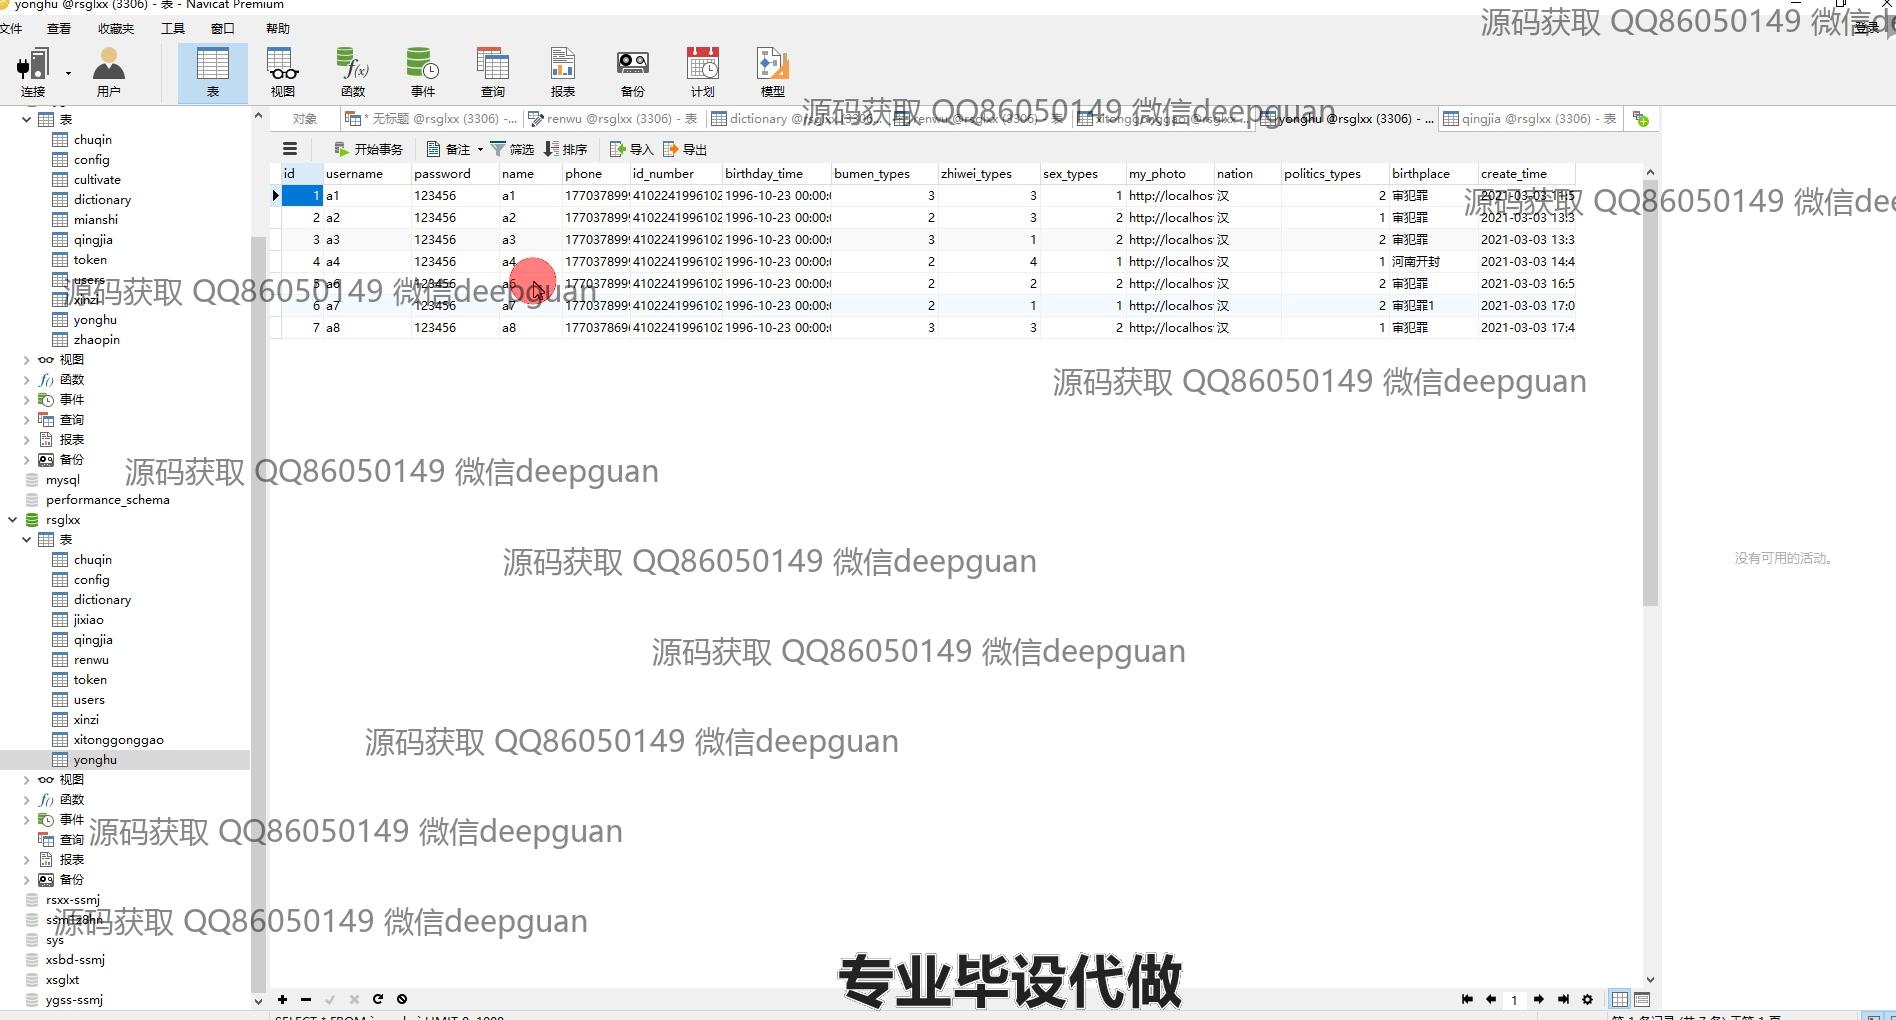 yonghu @rsglxx (3306) - 表 - Navicat Premium
文件 查看 收藏夹 工具 窗口 帮助
源码获取 QQ86050149 微信de
登录
连接 用户 表 视图 函数 事件 查询 报表 备份 计划 模型
源码获取 QQ86050149 微信deepguan
对象 * 无标题 @rsglxx (3306) -... renwu @rsglxx (3306) - 表 dictionary @rsglxx (3306)... renwu @rsglxx (3306) - 表 xitonggonggao @rsglxx ... yonghu @rsglxx (3306) - ... qingjia @rsglxx (3306) - 表
开始事务 备注 筛选 排序 导入 导出
id username password name phone id_number birthday_time bumen_types zhiwei_types sex_types my_photo nation politics_types birthplace create_time
1 a1 123456 a1 1770378999 4102241996102 1996-10-23 00:00:0 3 3 1 http://localhos 汉 2 审犯罪 2021-03-03 11:5
源码获取 QQ86050149 微信dee
2 a2 123456 a2 1770378999 4102241996102 1996-10-23 00:00:0 2 3 1 http://localhos 汉 1 审犯罪 2021-03-03 13:3
3 a3 123456 a3 1770378999 4102241996102 1996-10-23 00:00:0 3 1 2 http://localhos 汉 2 审犯罪 2021-03-03 13:3
4 a4 123456 a4 1770378999 4102241996102 1996-10-23 00:00:0 2 4 1 http://localhos 汉 1 河南开封 2021-03-03 14:4
5 a6 123456 a6 1770378999 4102241996102 1996-10-23 00:00:0 2 2 2 http://localhos 汉 2 审犯罪 2021-03-03 16:5
源码获取 QQ86050149 微信deepguan
6 a7 123456 a7 1770378999 4102241996102 1996-10-23 00:00:0 2 1 1 http://localhos 汉 2 审犯罪1 2021-03-03 17:0
7 a8 123456 a8 1770378696 4102241996102 1996-10-23 00:00:0 3 3 2 http://localhos 汉 1 审犯罪 2021-03-03 17:4
表
chuqin
config
cultivate
dictionary
mianshi
qingjia
token
users
xinzi
yonghu
zhaopin
视图
函数
事件
查询
报表
备份
mysql
performance_schema
rsglxx
表
chuqin
config
dictionary
jixiao
qingjia
renwu
token
users
xinzi
xitonggonggao
yonghu
视图
函数
事件
查询
报表
备份
rsxx-ssmj
sys
xsbd-ssmj
xsglxt
ygss-ssmj
源码获取 QQ86050149 微信deepguan
源码获取 QQ86050149 微信deepguan
没有可用的活动。
源码获取 QQ86050149 微信deepguan
源码获取 QQ86050149 微信deepguan
源码获取 QQ86050149 微信deepguan
源码获取 QQ86050149 微信deepguan
源码获取 QQ86050149 微信deepguan
专业毕设代做
1